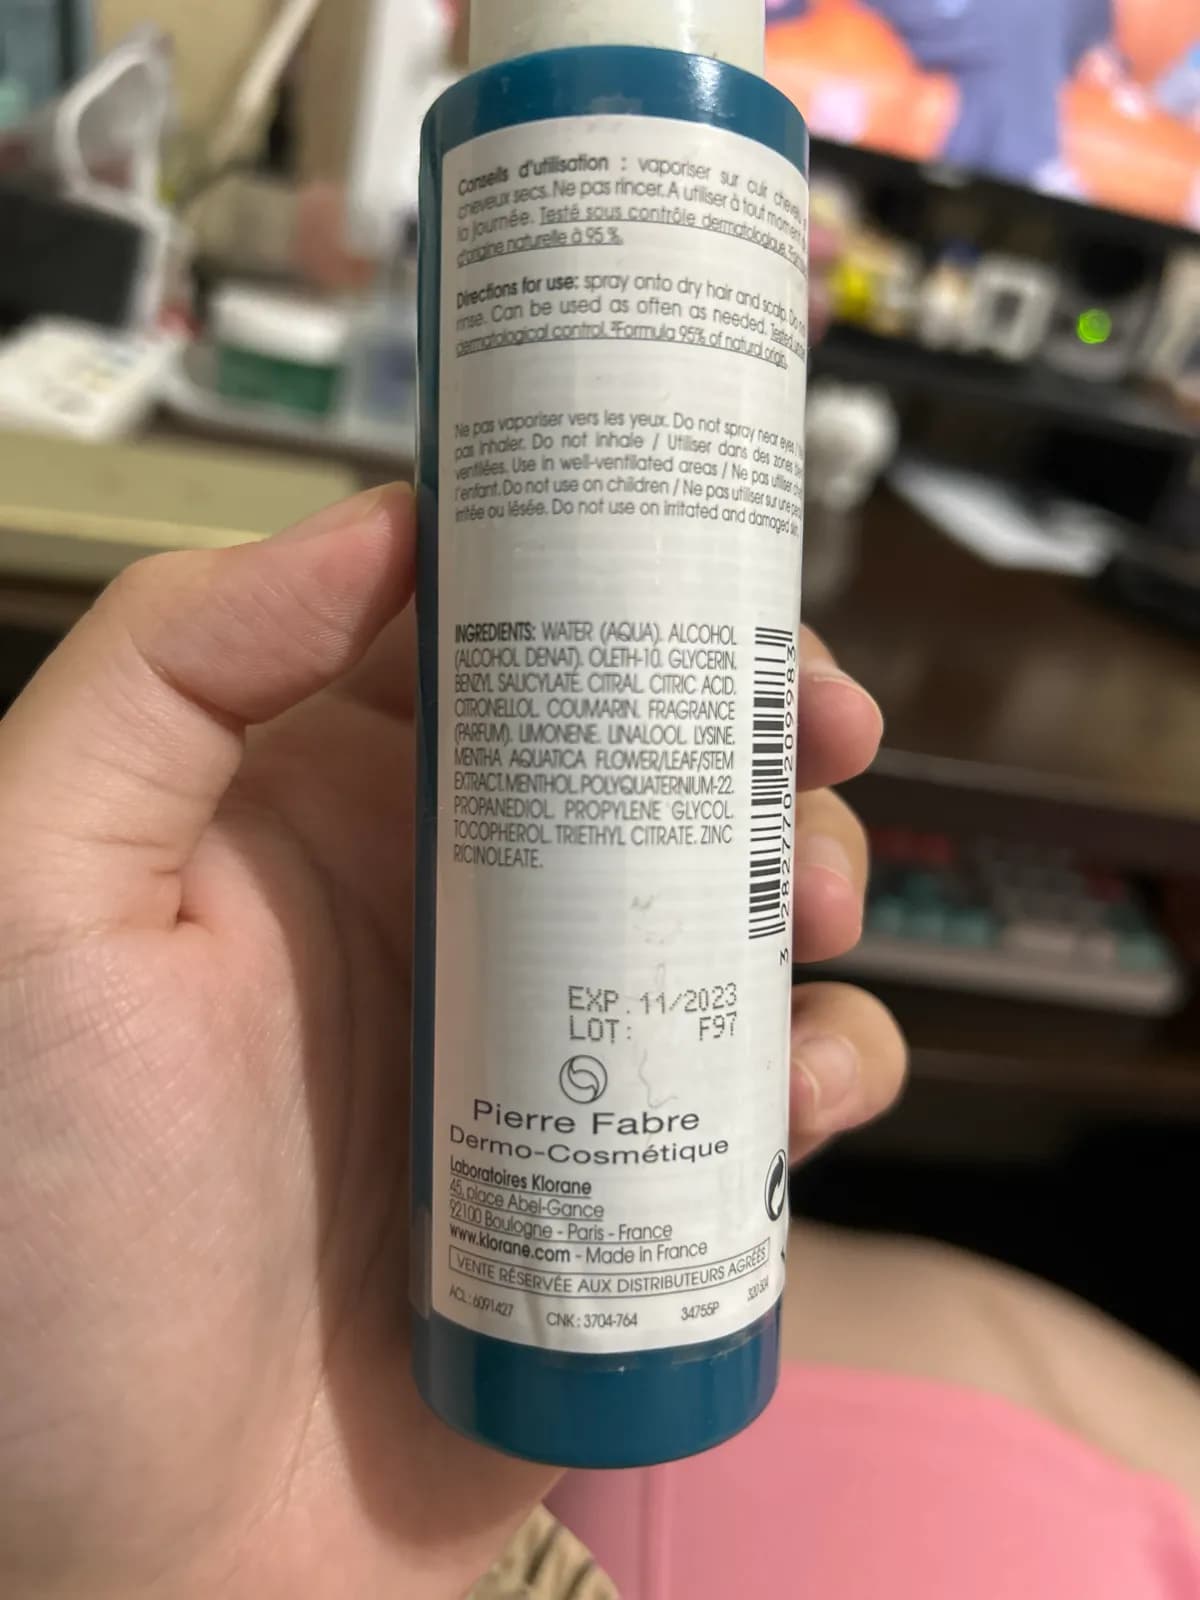 Conseils d'utilisation : vaporiser sur cuir chevelu
cheveux secs. Ne pas rincer. A utiliser à tout moment
la journée. Testé sous contrôle dermatologique.
d'origine naturelle à 95 %.
Directions for use: spray onto dry hair and scalp. Do
rinse. Can be used as often as needed. Tested
dermatological control. ²Formula 95% of natural origin.
Ne pas vaporiser vers les yeux. Do not spray near eyes /
pas inhaler. Do not inhale / Utiliser dans des zones
ventilées. Use in well-ventilated areas / Ne pas utiliser
l'enfant. Do not use on children / Ne pas utiliser sur une
irritée ou lésée. Do not use on irritated and damaged
INGREDIENTS: WATER (AQUA). ALCOHOL
(ALCOHOL DENAT). OLETH-10. GLYCERIN.
BENZYL SALICYLATE. CITRAL. CITRIC ACID.
CITRONELLOL. COUMARIN. FRAGRANCE
(PARFUM). LIMONENE. LINALOOL. LYSINE.
MENTHA AQUATICA FLOWER/LEAF/STEM
EXTRACT. MENTHOL. POLYQUATERNIUM-22.
PROPANEDIOL. PROPYLENE GLYCOL.
TOCOPHEROL. TRIETHYL CITRATE. ZINC
RICINOLEATE.
3 282770 209983
EXP : 11/2023
LOT : F97
Pierre Fabre
Dermo-Cosmétique
Laboratoires Klorane
45, place Abel-Gance
92100 Boulogne - Paris - France
www.klorane.com - Made in France
VENTE RÉSERVÉE AUX DISTRIBUTEURS AGRÉÉS
ACL : 6091427 CNK : 3704-764 34755P